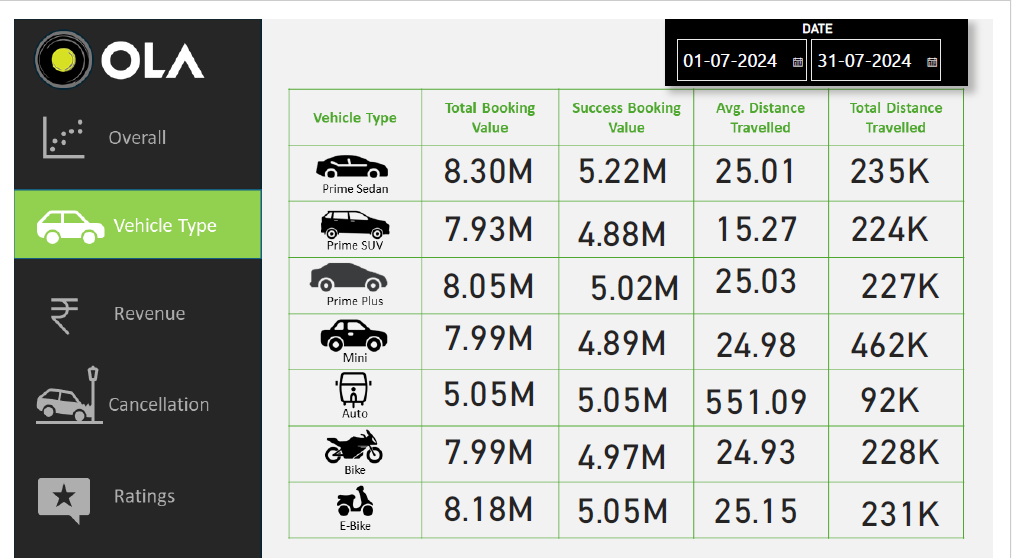 OLA
DATE
01-07-2024 31-07-2024
Overall
Vehicle Type
Revenue
Cancellation
Ratings
Vehicle Type Total Booking Value Success Booking Value Avg. Distance Travelled Total Distance Travelled
Prime Sedan 8.30M 5.22M 25.01 235K
Prime SUV 7.93M 4.88M 15.27 224K
Prime Plus 8.05M 5.02M 25.03 227K
Mini 7.99M 4.89M 24.98 462K
Auto 5.05M 5.05M 551.09 92K
Bike 7.99M 4.97M 24.93 228K
E-Bike 8.18M 5.05M 25.15 231K